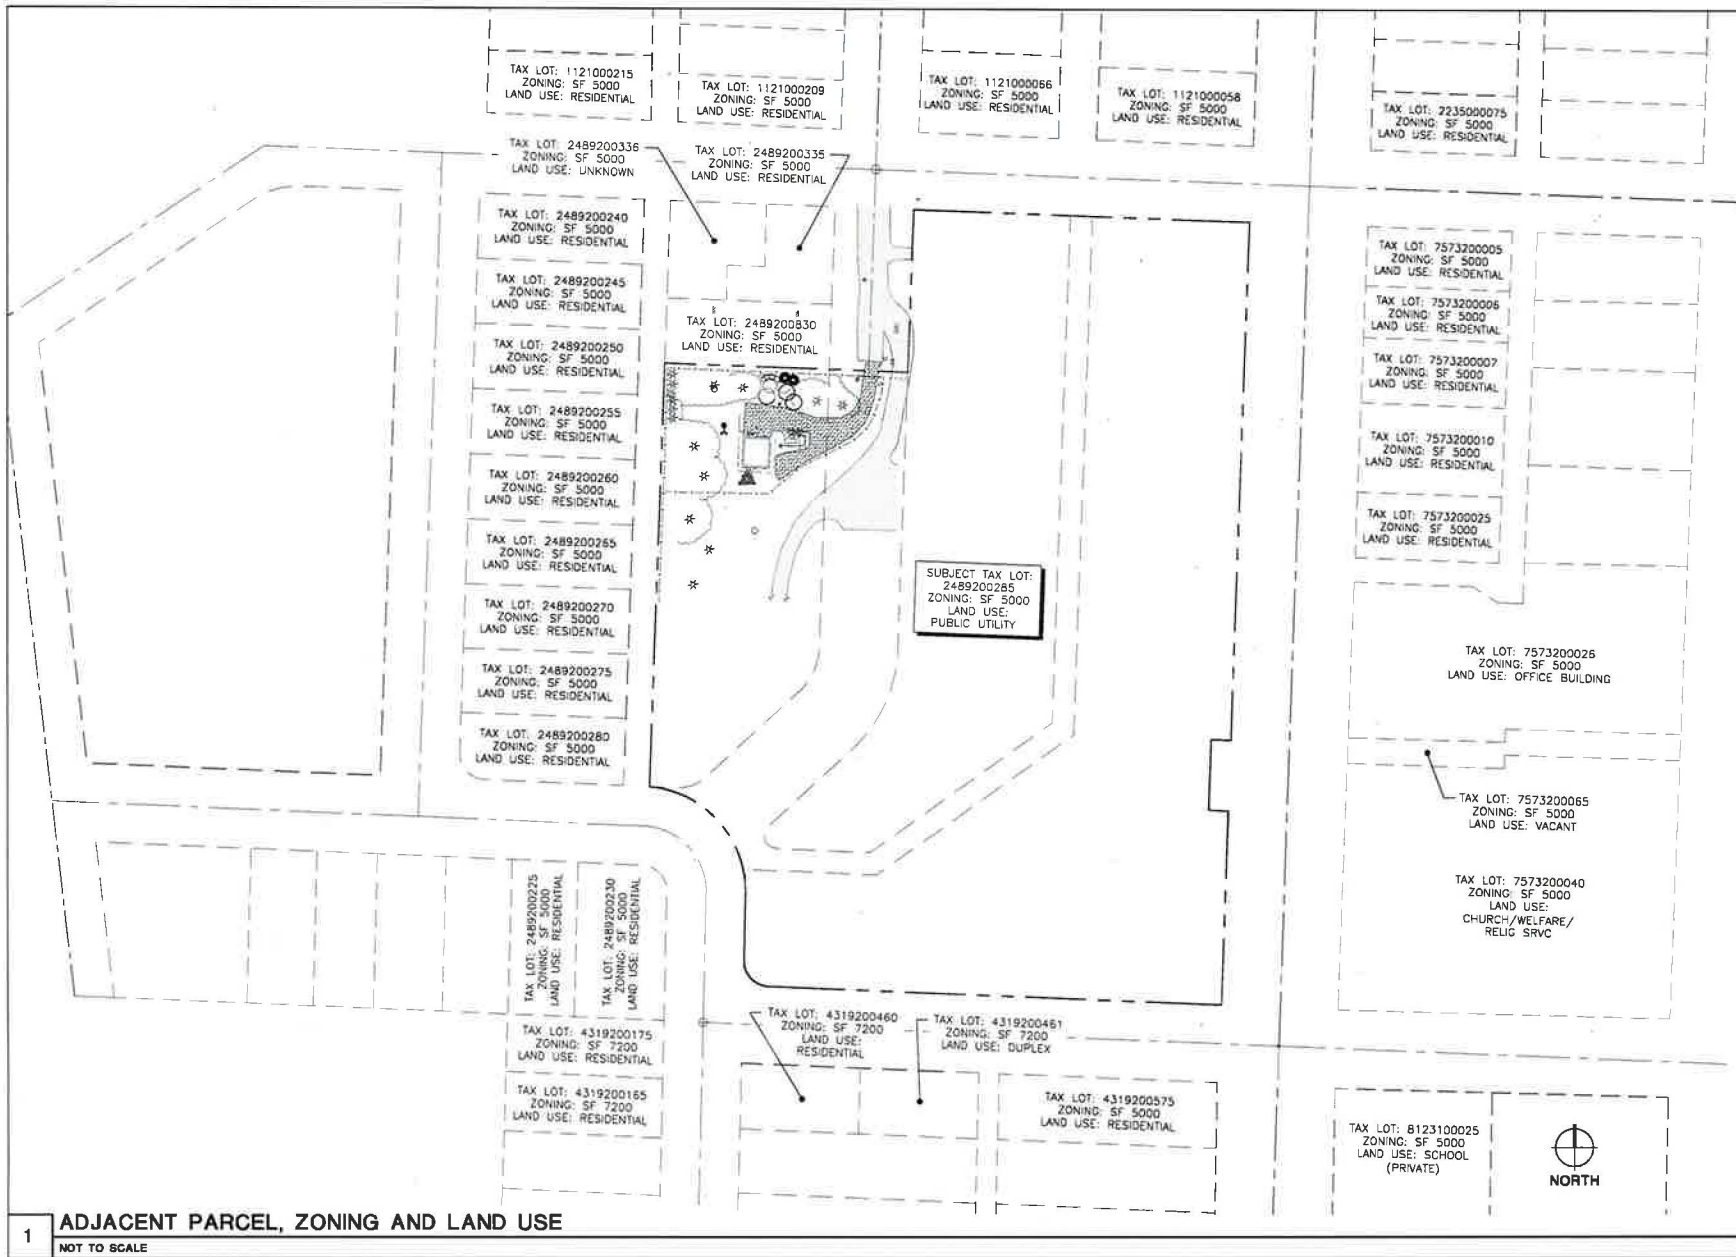 TAX LOT: 1121000215
ZONING: SF 5000
LAND USE: RESIDENTIAL
TAX LOT: 1121000209
ZONING: SF 5000
LAND USE: RESIDENTIAL
TAX LOT: 1121000066
ZONING: SF 5000
LAND USE: RESIDENTIAL
TAX LOT: 1121000058
ZONING: SF 5000
LAND USE: RESIDENTIAL
TAX LOT: 2235000075
ZONING: SF 5000
LAND USE: RESIDENTIAL
TAX LOT: 2489200336
ZONING: SF 5000
LAND USE: UNKNOWN
TAX LOT: 2489200335
ZONING: SF 5000
LAND USE: RESIDENTIAL
TAX LOT: 2489200240
ZONING: SF 5000
LAND USE: RESIDENTIAL
TAX LOT: 2489200245
ZONING: SF 5000
LAND USE: RESIDENTIAL
TAX LOT: 2489200250
ZONING: SF 5000
LAND USE: RESIDENTIAL
TAX LOT: 2489200255
ZONING: SF 5000
LAND USE: RESIDENTIAL
TAX LOT: 2489200260
ZONING: SF 5000
LAND USE: RESIDENTIAL
TAX LOT: 2489200265
ZONING: SF 5000
LAND USE: RESIDENTIAL
TAX LOT: 2489200270
ZONING: SF 5000
LAND USE: RESIDENTIAL
TAX LOT: 2489200275
ZONING: SF 5000
LAND USE: RESIDENTIAL
TAX LOT: 2489200280
ZONING: SF 5000
LAND USE: RESIDENTIAL
TAX LOT: 2489200830
ZONING: SF 5000
LAND USE: RESIDENTIAL
SUBJECT TAX LOT:
2489200285
ZONING: SF 5000
LAND USE:
PUBLIC UTILITY
TAX LOT: 7573200005
ZONING: SF 5000
LAND USE: RESIDENTIAL
TAX LOT: 7573200006
ZONING: SF 5000
LAND USE: RESIDENTIAL
TAX LOT: 7573200007
ZONING: SF 5000
LAND USE: RESIDENTIAL
TAX LOT: 7573200010
ZONING: SF 5000
LAND USE: RESIDENTIAL
TAX LOT: 7573200025
ZONING: SF 5000
LAND USE: RESIDENTIAL
TAX LOT: 7573200026
ZONING: SF 5000
LAND USE: OFFICE BUILDING
TAX LOT: 7573200065
ZONING: SF 5000
LAND USE: VACANT
TAX LOT: 7573200040
ZONING: SF 5000
LAND USE:
CHURCH/WELFARE/
RELIG SRVC
TAX LOT: 2489200225
ZONING: SF 5000
LAND USE: RESIDENTIAL
TAX LOT: 2489200230
ZONING: SF 5000
LAND USE: RESIDENTIAL
TAX LOT: 4319200175
ZONING: SF 7200
LAND USE: RESIDENTIAL
TAX LOT: 4319200165
ZONING: SF 7200
LAND USE: RESIDENTIAL
TAX LOT: 4319200460
ZONING: SF 7200
LAND USE:
RESIDENTIAL
TAX LOT: 4319200461
ZONING: SF 7200
LAND USE: DUPLEX
TAX LOT: 4319200575
ZONING: SF 5000
LAND USE: RESIDENTIAL
TAX LOT: 8123100025
ZONING: SF 5000
LAND USE: SCHOOL
(PRIVATE)
NORTH
1
ADJACENT PARCEL, ZONING AND LAND USE
NOT TO SCALE